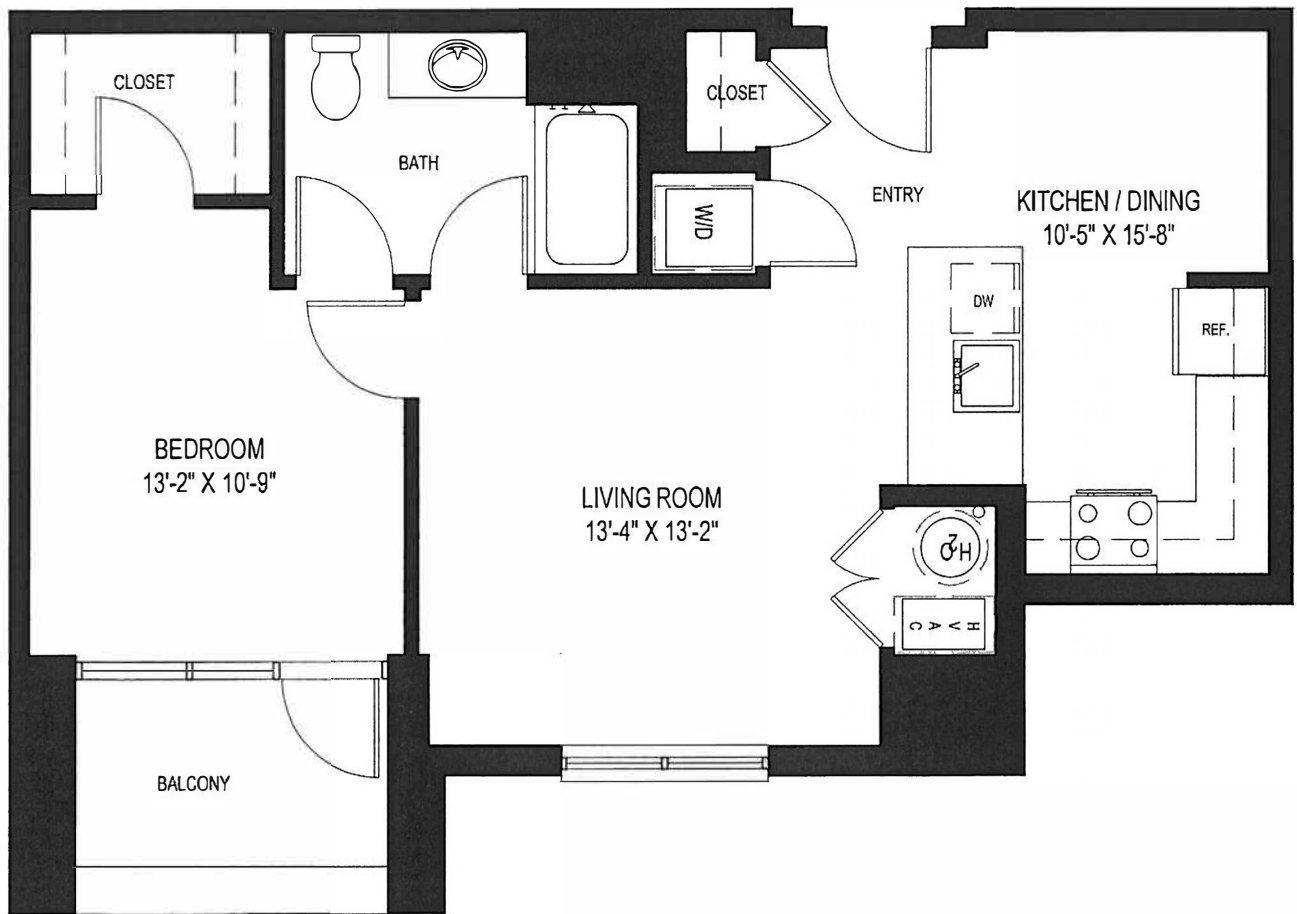 CLOSET
BATH
CLOSET
W/D
ENTRY
KITCHEN / DINING
10'-5" X 15'-8"
DW
REF.
BEDROOM
13'-2" X 10'-9"
LIVING ROOM
13'-4" X 13'-2"
H2O
HVAC
BALCONY